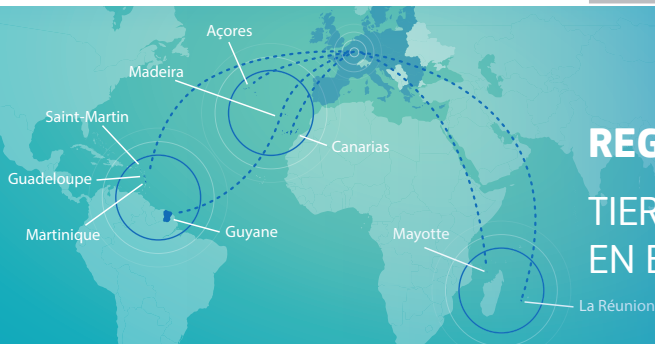 Açores
Madeira
Saint-Martin
Canarias
Guadeloupe
Martinique
Guyane
Mayotte
La Réunion
REG
TIER
EN